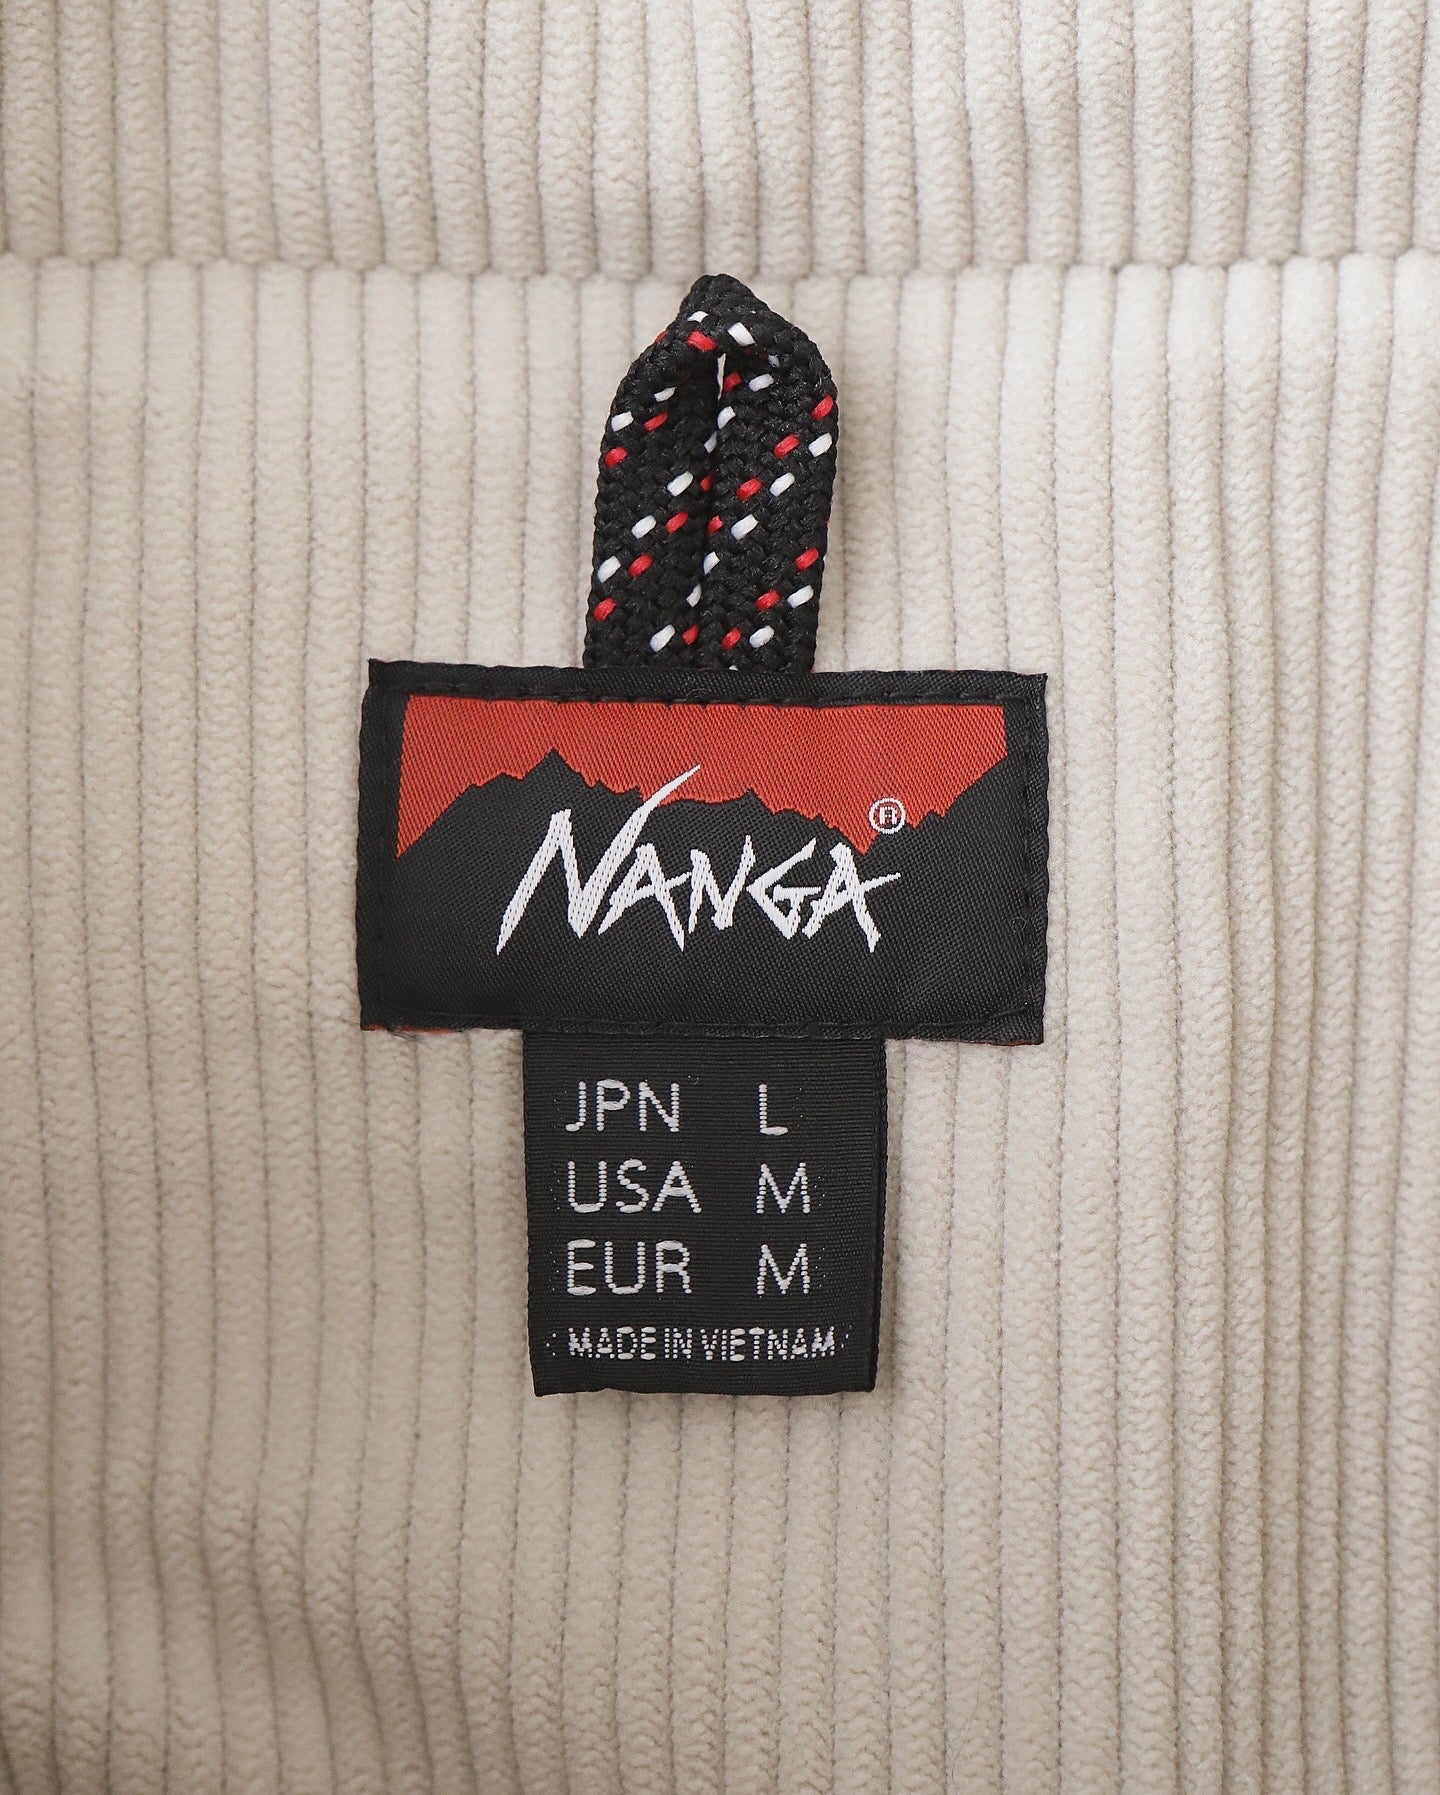 NANGA®
JPN L
USA M
EUR M
MADE IN VIETNAM